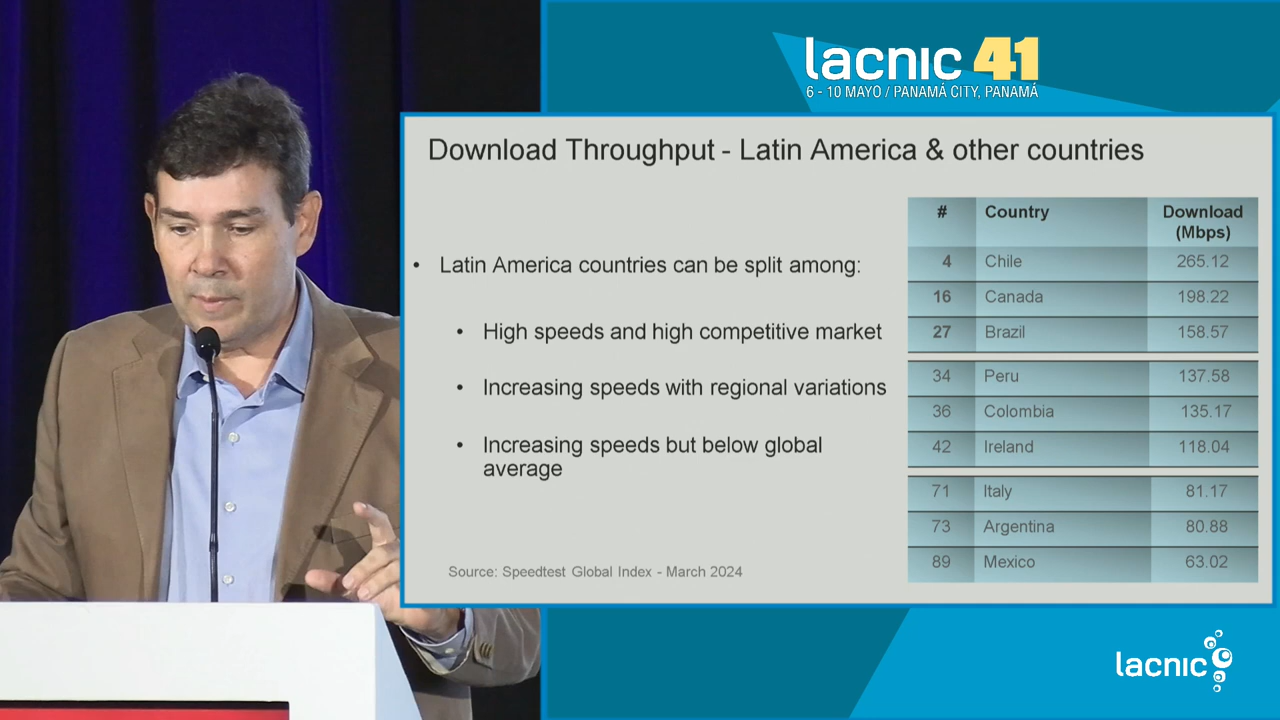 lacnic 41
6 - 10 MAYO / PANAMÁ CITY, PANAMÁ
Download Throughput - Latin America & other countries
• Latin America countries can be split among:
• High speeds and high competitive market
• Increasing speeds with regional variations
• Increasing speeds but below global
average
Source: Speedtest Global Index - March 2024
# Country Download
(Mbps)
4 Chile 265.12
16 Canada 198.22
27 Brazil 158.57
34 Peru 137.58
36 Colombia 135.17
42 Ireland 118.04
71 Italy 81.17
73 Argentina 80.88
89 Mexico 63.02
lacnic